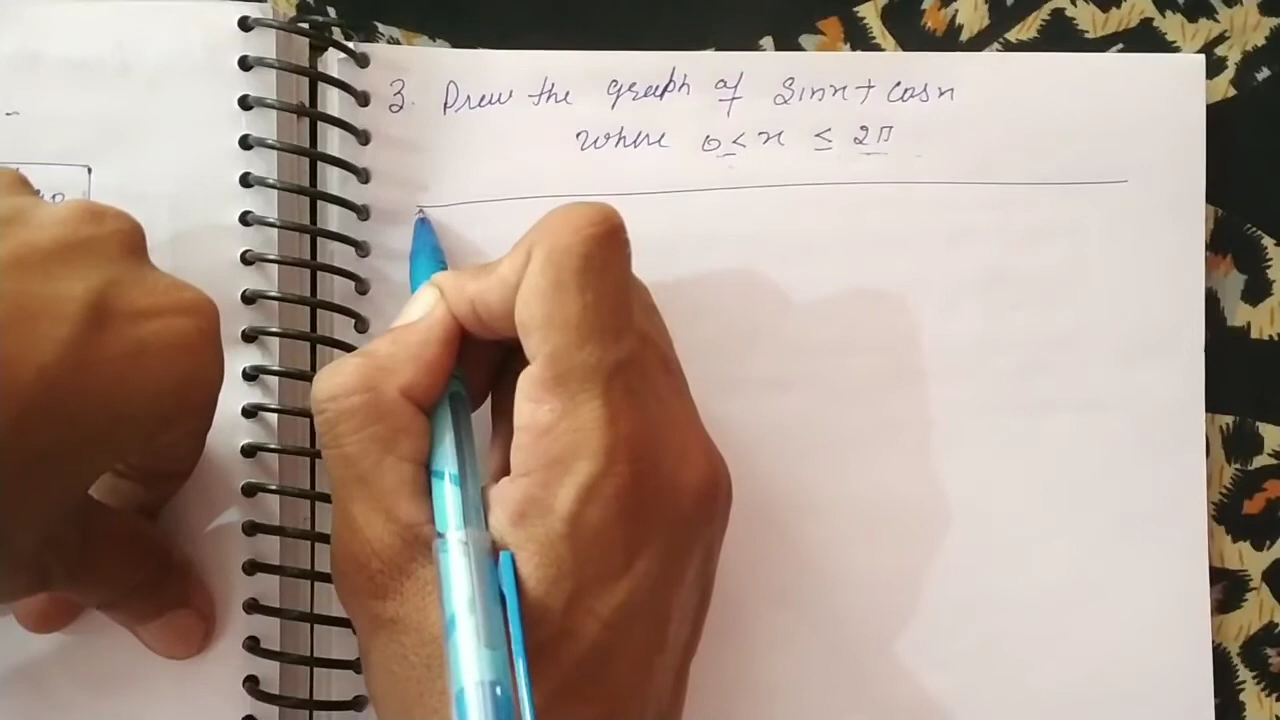 3. Draw the graph of Sinx + Cosx
where 0 ≤ x ≤ 2π